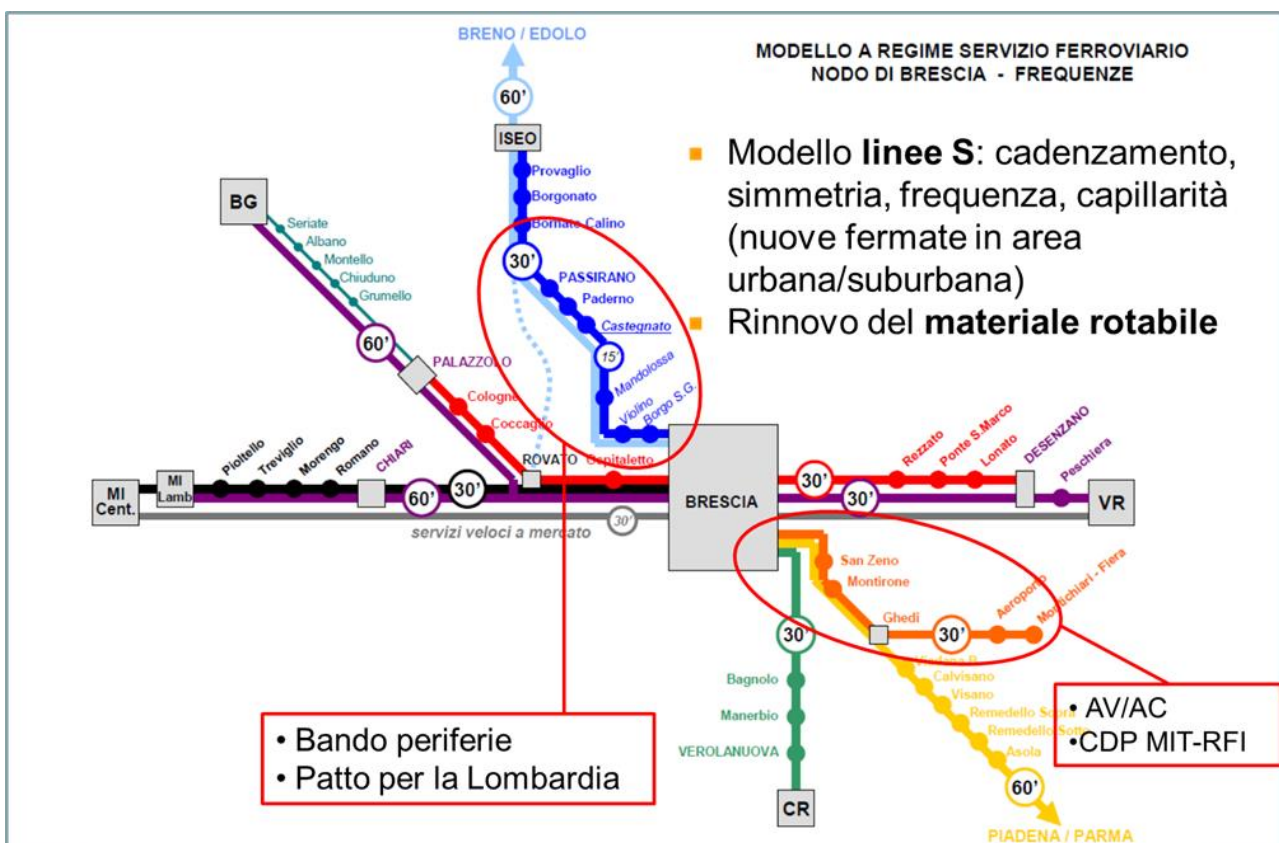 MODELLO A REGIME SERVIZIO FERROVIARIO
NODO DI BRESCIA - FREQUENZE
Modello linee S: cadenzamento,
simmetria, frequenza, capillarità
(nuove fermate in area
urbana/suburbana)
Rinnovo del materiale rotabile
BRENO / EDOLO
60'
ISEO
Provaglio
Borgonato
Bornato Calino
30'
PASSIRANO
Paderno
Castegnato
15'
Mandolossa
Violino
Borgo S.G.
BG
Seriate
Albano
Montello
Chiuduno
Grumello
60'
PALAZZOLO
Cologne
Coccaglio
ROVATO
Ospitaletto
MI
Cent.
MI
Lamb
Pioltello
Treviglio
Morengo
Romano
CHIARI
60'
30'
servizi veloci a mercato
30'
BRESCIA
30'
30'
Rezzato
Ponte S.Marco
Lonato
DESENZANO
Peschiera
VR
San Zeno
Montirone
Ghedi
30'
Aeroporto
Montichiari - Fiera
Calvisano
Visano
Remedello Sopra
Remedello Sotto
Asola
60'
PIADENA / PARMA
30'
Bagnolo
Manerbio
VEROLANUOVA
CR
• Bando periferie
• Patto per la Lombardia
• AV/AC
•CDP MIT-RFI